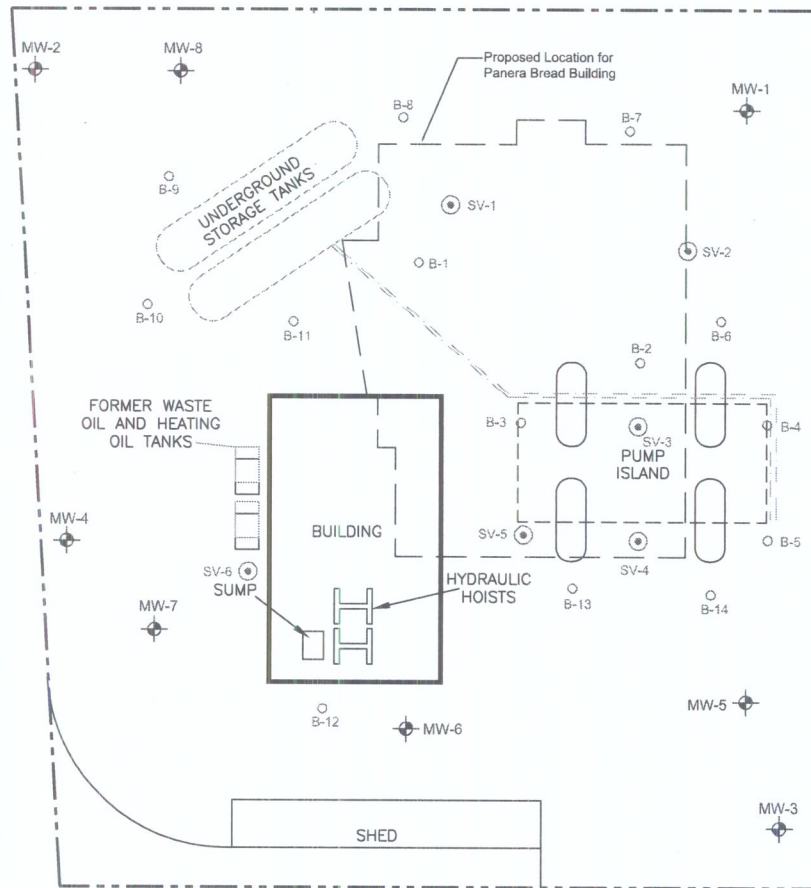 MW-2
MW-8
Proposed Location for
Panera Bread Building
MW-1
B-8
B-7
B-9
UNDERGROUND
STORAGE TANKS
SV-1
SV-2
B-1
B-10
B-11
B-6
B-2
FORMER WASTE
OIL AND HEATING
OIL TANKS
B-3
SV-3
B-4
PUMP
ISLAND
MW-4
BUILDING
SV-5
SV-4
B-5
SV-6
SUMP
HYDRAULIC
HOISTS
B-13
B-14
MW-7
B-12
MW-6
MW-5
MW-3
SHED